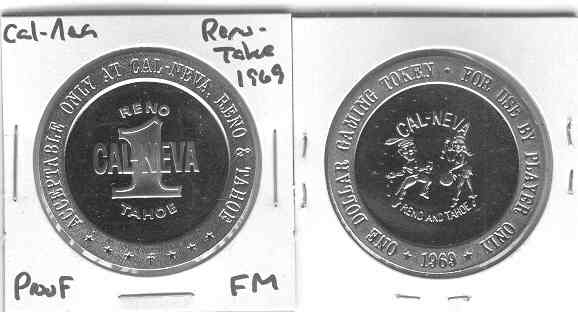 Cal-Neva
Reno-
Tahoe
1969
ACCEPTABLE ONLY AT CAL-NEVA, RENO & TAHOE
RENO
1
CAL-NEVA
TAHOE
Proof
FM
ONE DOLLAR GAMING TOKEN • FOR USE BY PLAYER ONLY
CAL-NEVA
RENO AND TAHOE
• 1969 •